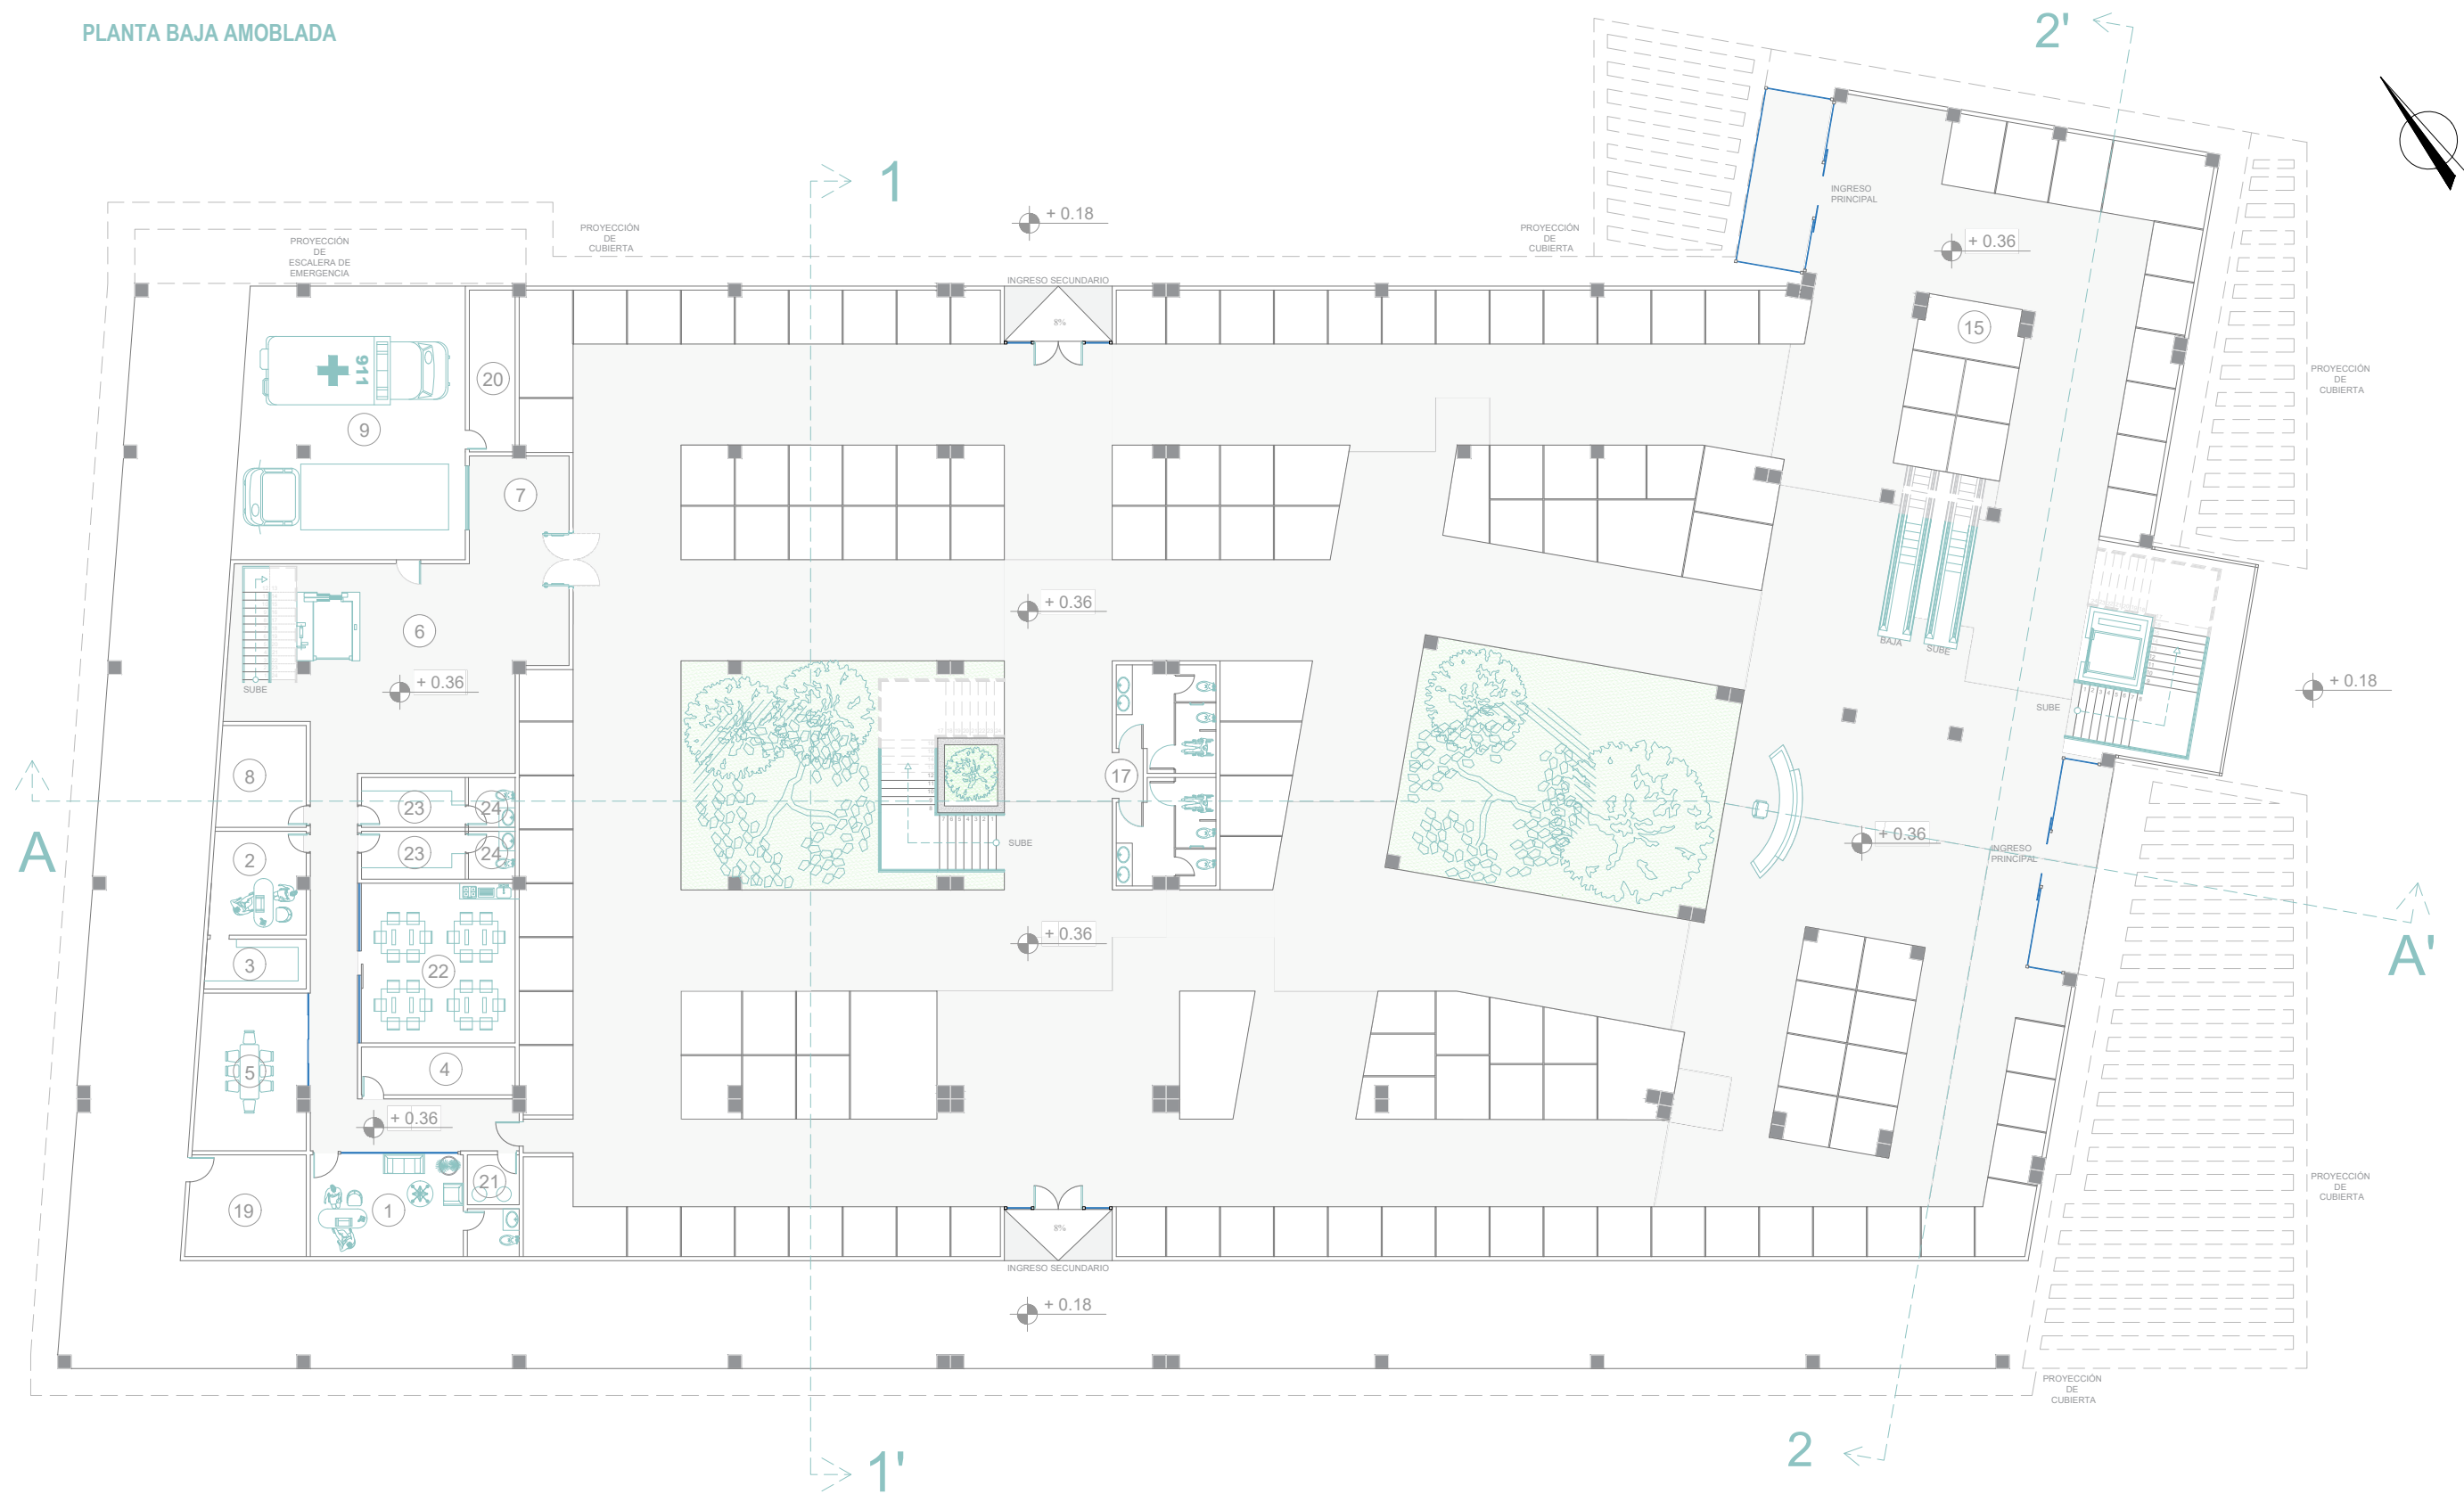 PLANTA BAJA AMOBLADA
2'
1
+ 0.18
INGRESO
PRINCIPAL
PROYECCIÓN
DE
CUBIERTA
PROYECCIÓN
DE
CUBIERTA
PROYECCIÓN
DE
ESCALERA DE
EMERGENCIA
+ 0.36
INGRESO SECUNDARIO
8%
15
911
20
PROYECCIÓN
DE
CUBIERTA
9
7
+ 0.36
6
BAJA
SUBE
+ 0.36
SUBE
+ 0.18
SUBE
8
17
23
24
A
+ 0.36
23
24
2
SUBE
INGRESO
PRINCIPAL
+ 0.36
A'
3
22
5
4
+ 0.36
PROYECCIÓN
DE
CUBIERTA
21
19
1
8%
INGRESO SECUNDARIO
+ 0.18
PROYECCIÓN
DE
CUBIERTA
2
1'